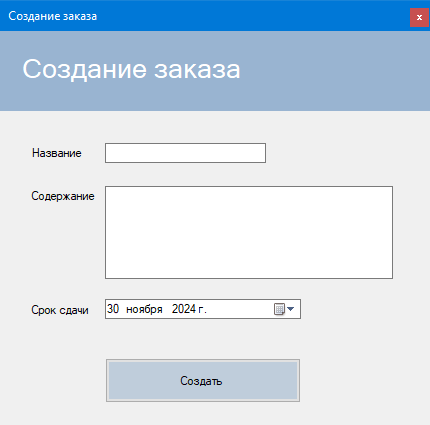 Создание заказа
x
Создание заказа
Название
Содержание
Срок сдачи 30 ноября 2024 г.
Создать